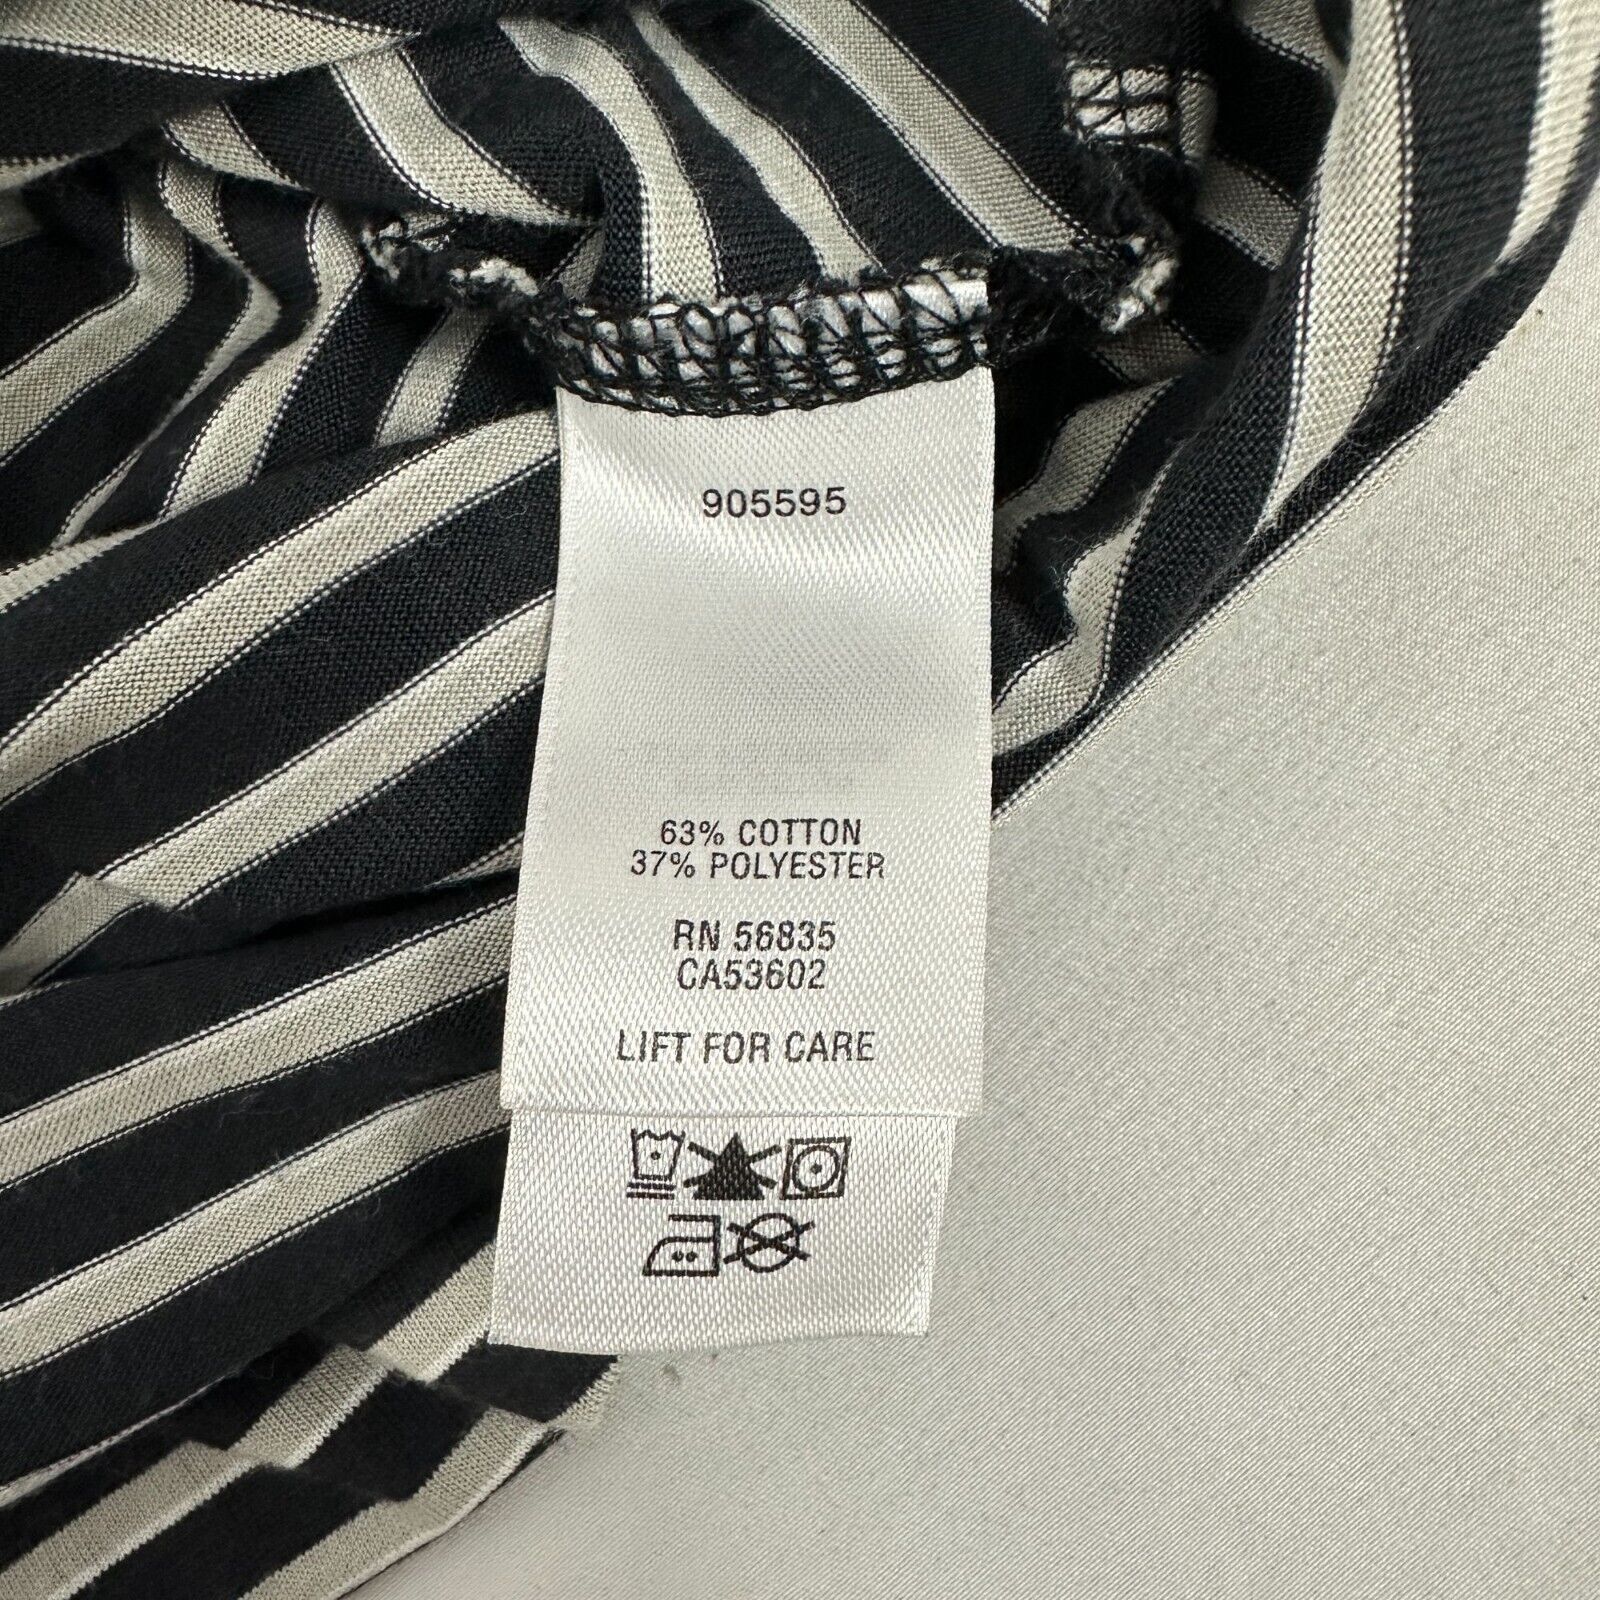 905595
63% COTTON
37% POLYESTER
RN 56835
CA53602
LIFT FOR CARE